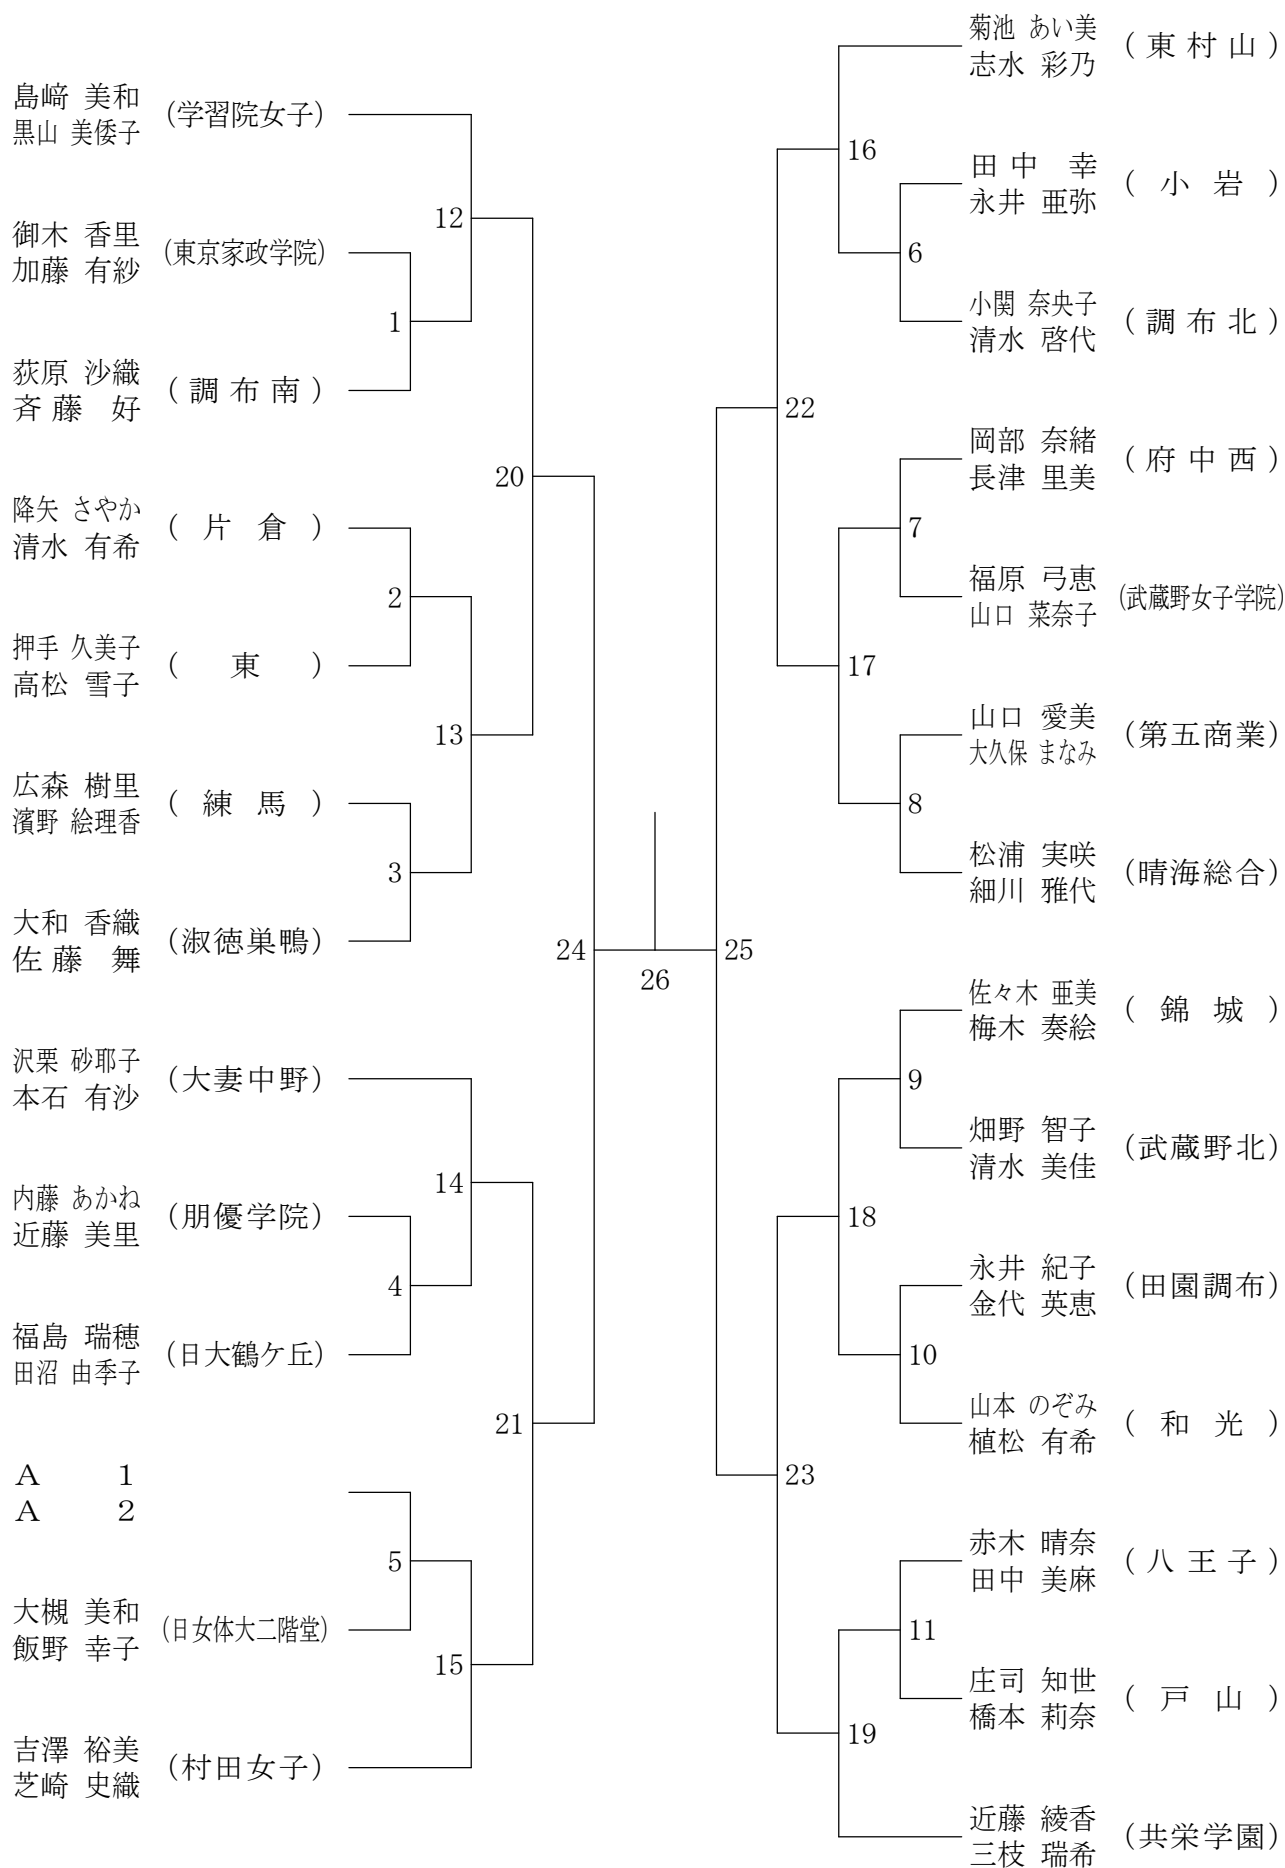 島﨑 美和
黒山 美倭子
(学習院女子)
12
御木 香里
加藤 有紗
(東京家政学院)
1
荻原 沙織
斉藤 好
(調布南)
20
降矢 さやか
清水 有希
(片倉)
2
押手 久美子
高松 雪子
(東)
13
広森 樹里
濱野 絵理香
(練馬)
3
大和 香織
佐藤 舞
(淑徳巣鴨)
24
沢栗 砂耶子
本石 有沙
(大妻中野)
14
内藤 あかね
近藤 美里
(朋優学院)
4
福島 瑞穂
田沼 由季子
(日大鶴ケ丘)
21
A 1
A 2
5
大槻 美和
飯野 幸子
(日女体大二階堂)
15
吉澤 裕美
芝崎 史織
(村田女子)
26
菊池 あい美
志水 彩乃
(東村山)
16
田中 幸
永井 亜弥
(小岩)
6
小関 奈央子
清水 啓代
(調布北)
22
岡部 奈緒
長津 里美
(府中西)
7
福原 弓恵
山口 菜奈子
(武蔵野女子学院)
17
山口 愛美
大久保 まなみ
(第五商業)
8
松浦 実咲
細川 雅代
(晴海総合)
25
佐々木 亜美
梅木 奏絵
(錦城)
9
畑野 智子
清水 美佳
(武蔵野北)
18
永井 紀子
金代 英恵
(田園調布)
10
山本 のぞみ
植松 有希
(和光)
23
赤木 晴奈
田中 美麻
(八王子)
11
庄司 知世
橋本 莉奈
(戸山)
19
近藤 綾香
三枝 瑞希
(共栄学園)